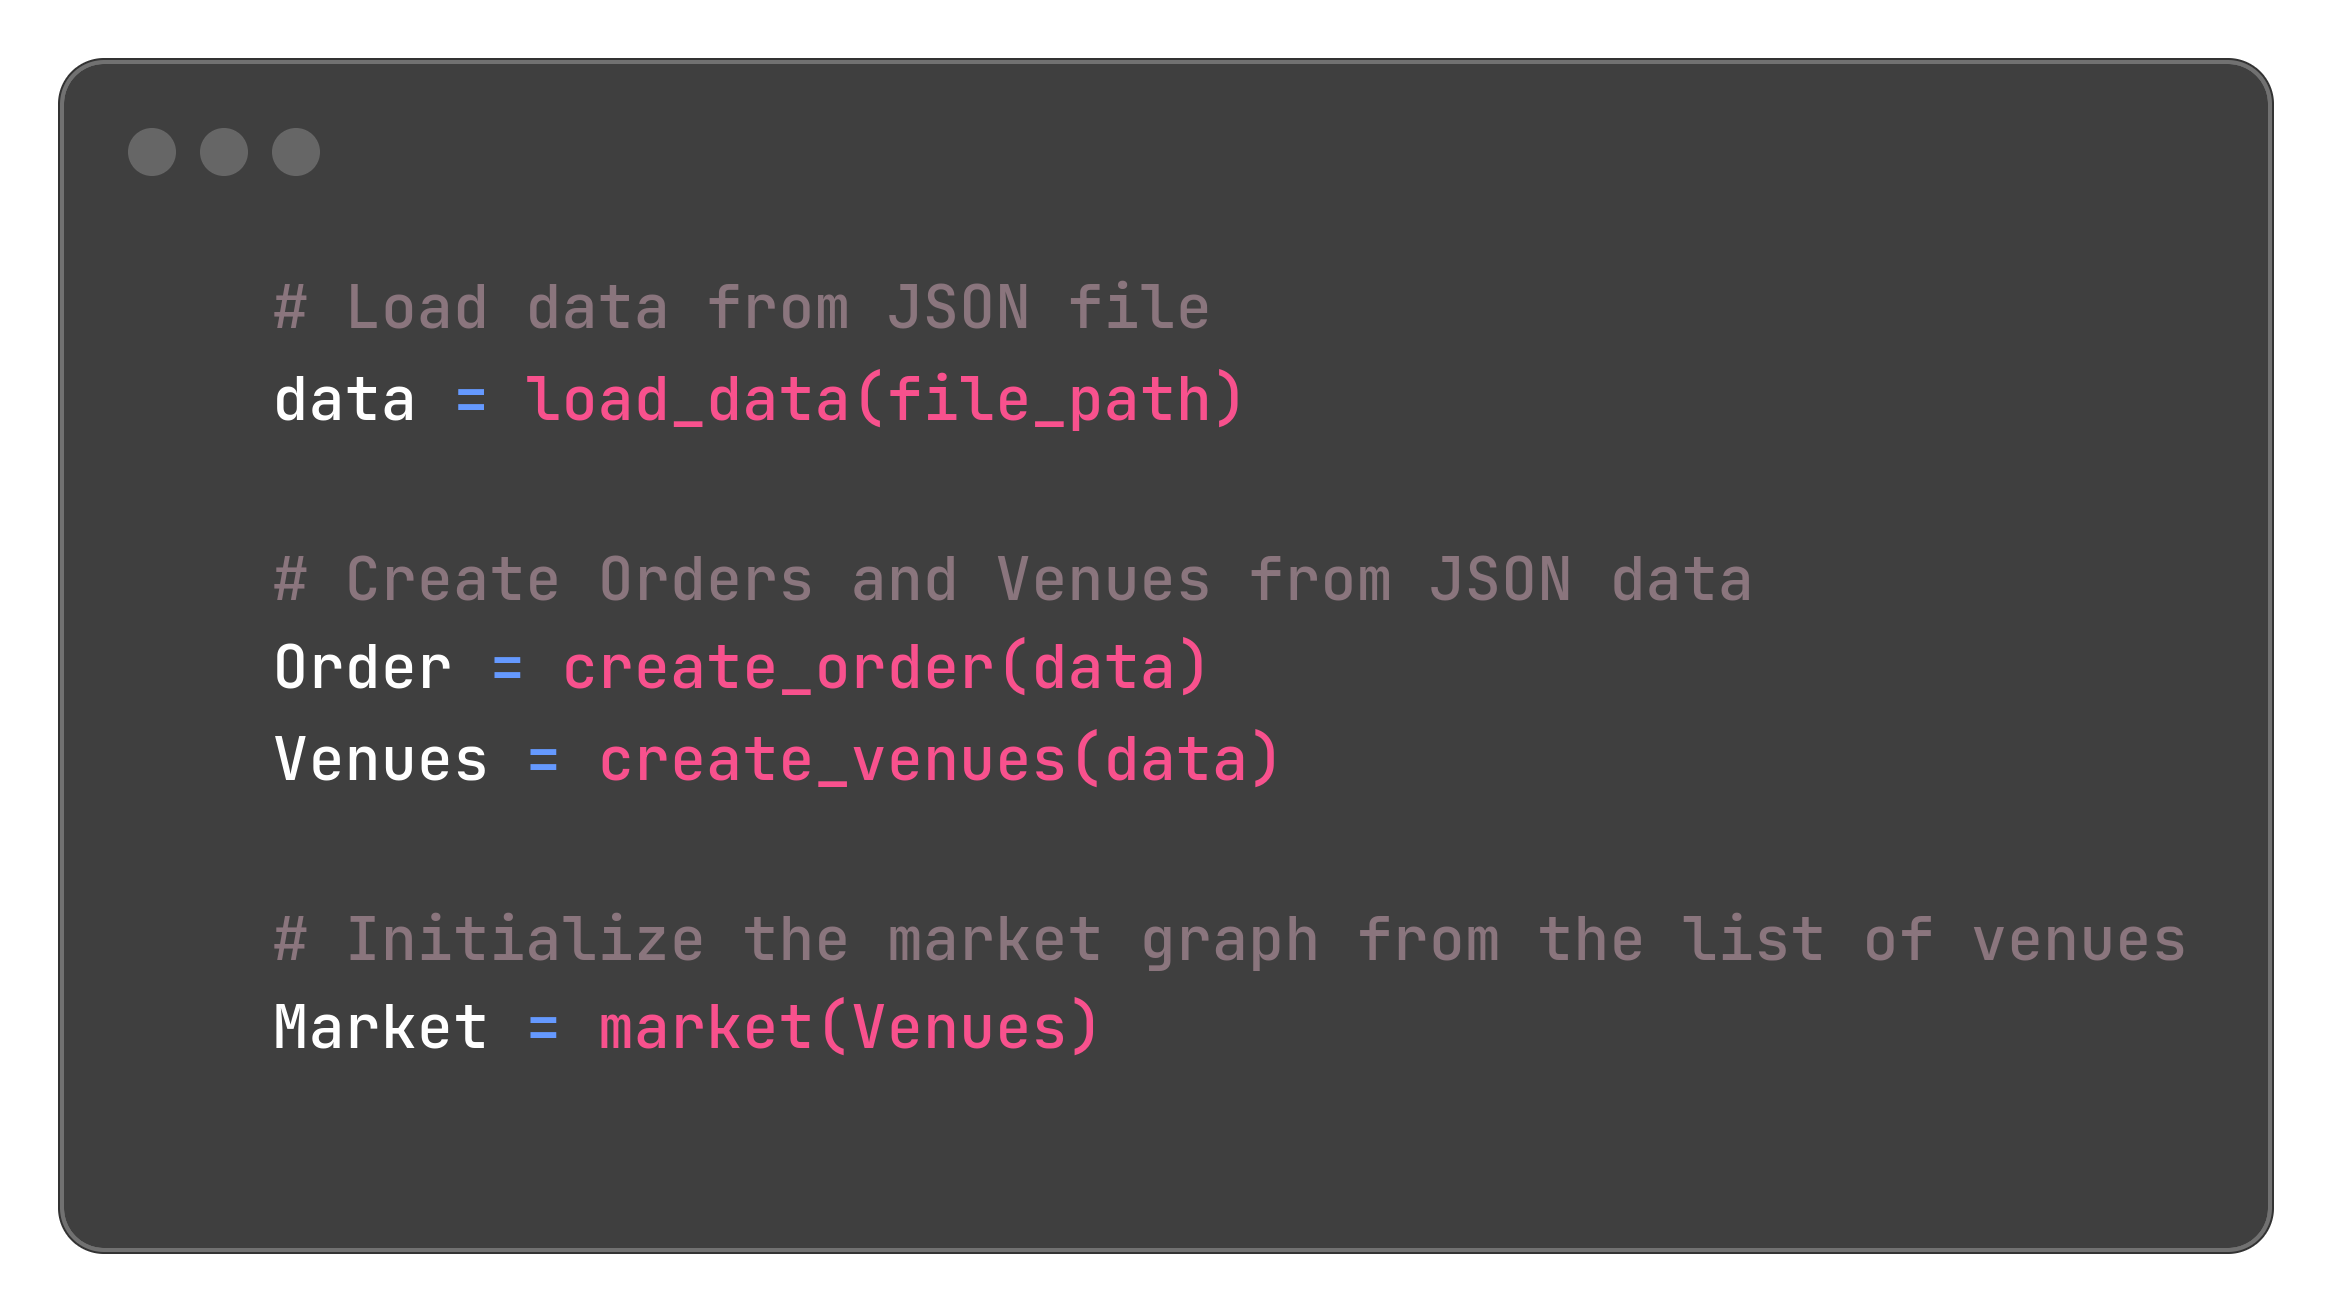 # Load data from JSON file
data = load_data(file_path)
# Create Orders and Venues from JSON data
Order = create_order(data)
Venues = create_venues(data)
# Initialize the market graph from the list of venues
Market = market(Venues)